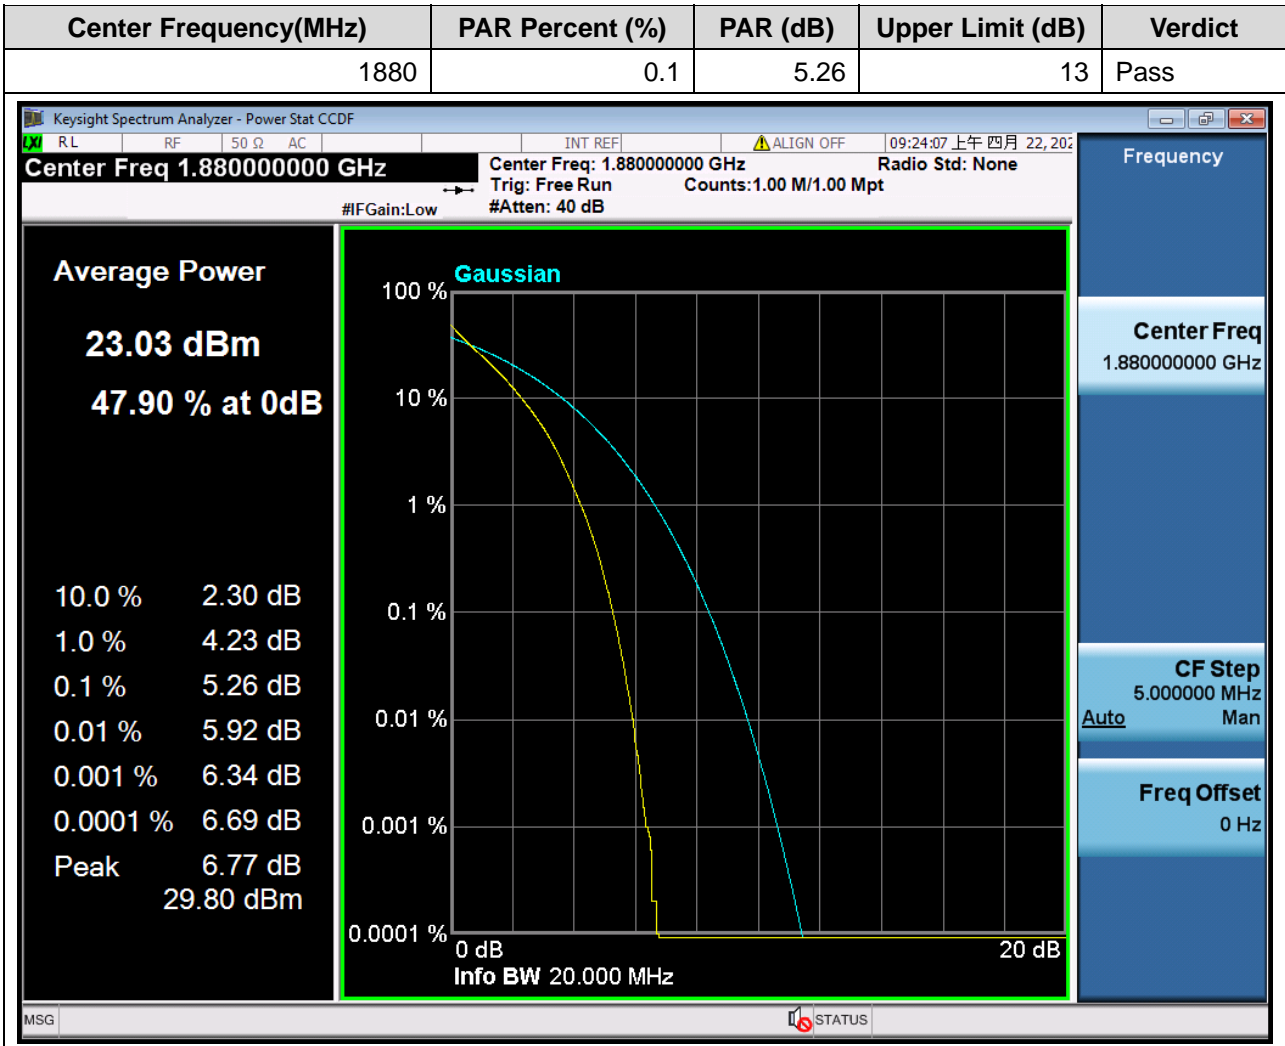 Center Frequency(MHz) PAR Percent (%) PAR (dB) Upper Limit (dB) Verdict
1880 0.1 5.26 13 Pass
Keysight Spectrum Analyzer - Power Stat CCDF
LXI RL RF 50 Ω AC INT REF ALIGN OFF 09:24:07 上午 四月 22, 202
Center Freq 1.880000000 GHz
#IFGain:Low
Center Freq: 1.880000000 GHz Radio Std: None
Trig: Free Run Counts:1.00 M/1.00 Mpt
#Atten: 40 dB
Average Power
23.03 dBm
47.90 % at 0dB
10.0 % 2.30 dB
1.0 % 4.23 dB
0.1 % 5.26 dB
0.01 % 5.92 dB
0.001 % 6.34 dB
0.0001 % 6.69 dB
Peak 6.77 dB
29.80 dBm
Gaussian
100 %
10 %
1 %
0.1 %
0.01 %
0.001 %
0.0001 %
0 dB 20 dB
Info BW 20.000 MHz
Frequency
Center Freq
1.880000000 GHz
CF Step
5.000000 MHz
Auto Man
Freq Offset
0 Hz
MSG STATUS